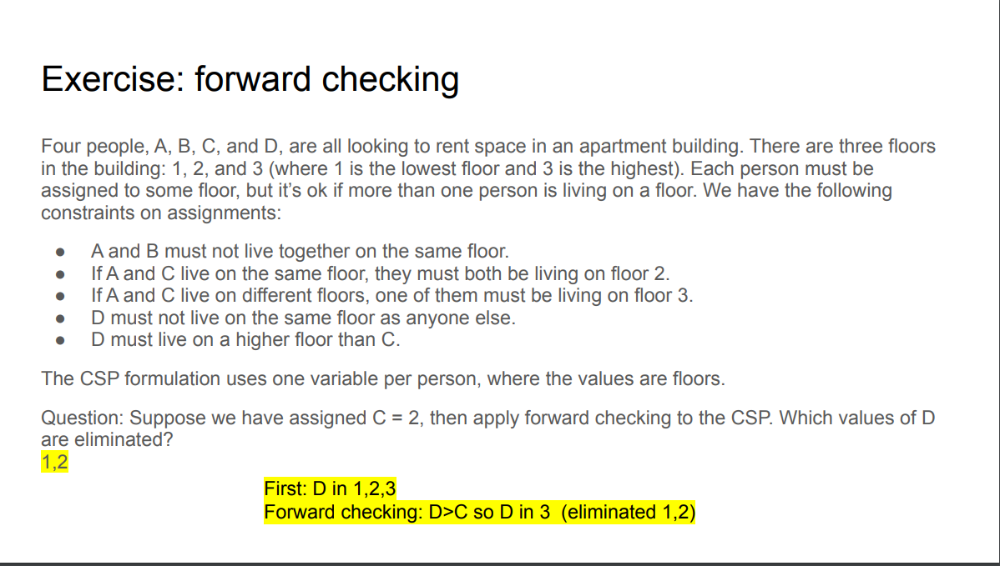 Exercise: forward checking
Four people, A, B, C, and D, are all looking to rent space in an apartment building. There are three floors
in the building: 1, 2, and 3 (where 1 is the lowest floor and 3 is the highest). Each person must be
assigned to some floor, but it’s ok if more than one person is living on a floor. We have the following
constraints on assignments:
● A and B must not live together on the same floor.
● If A and C live on the same floor, they must both be living on floor 2.
● If A and C live on different floors, one of them must be living on floor 3.
● D must not live on the same floor as anyone else.
● D must live on a higher floor than C.
The CSP formulation uses one variable per person, where the values are floors.
Question: Suppose we have assigned C = 2, then apply forward checking to the CSP. Which values of D
are eliminated?
1,2
First: D in 1,2,3
Forward checking: D>C so D in 3 (eliminated 1,2)